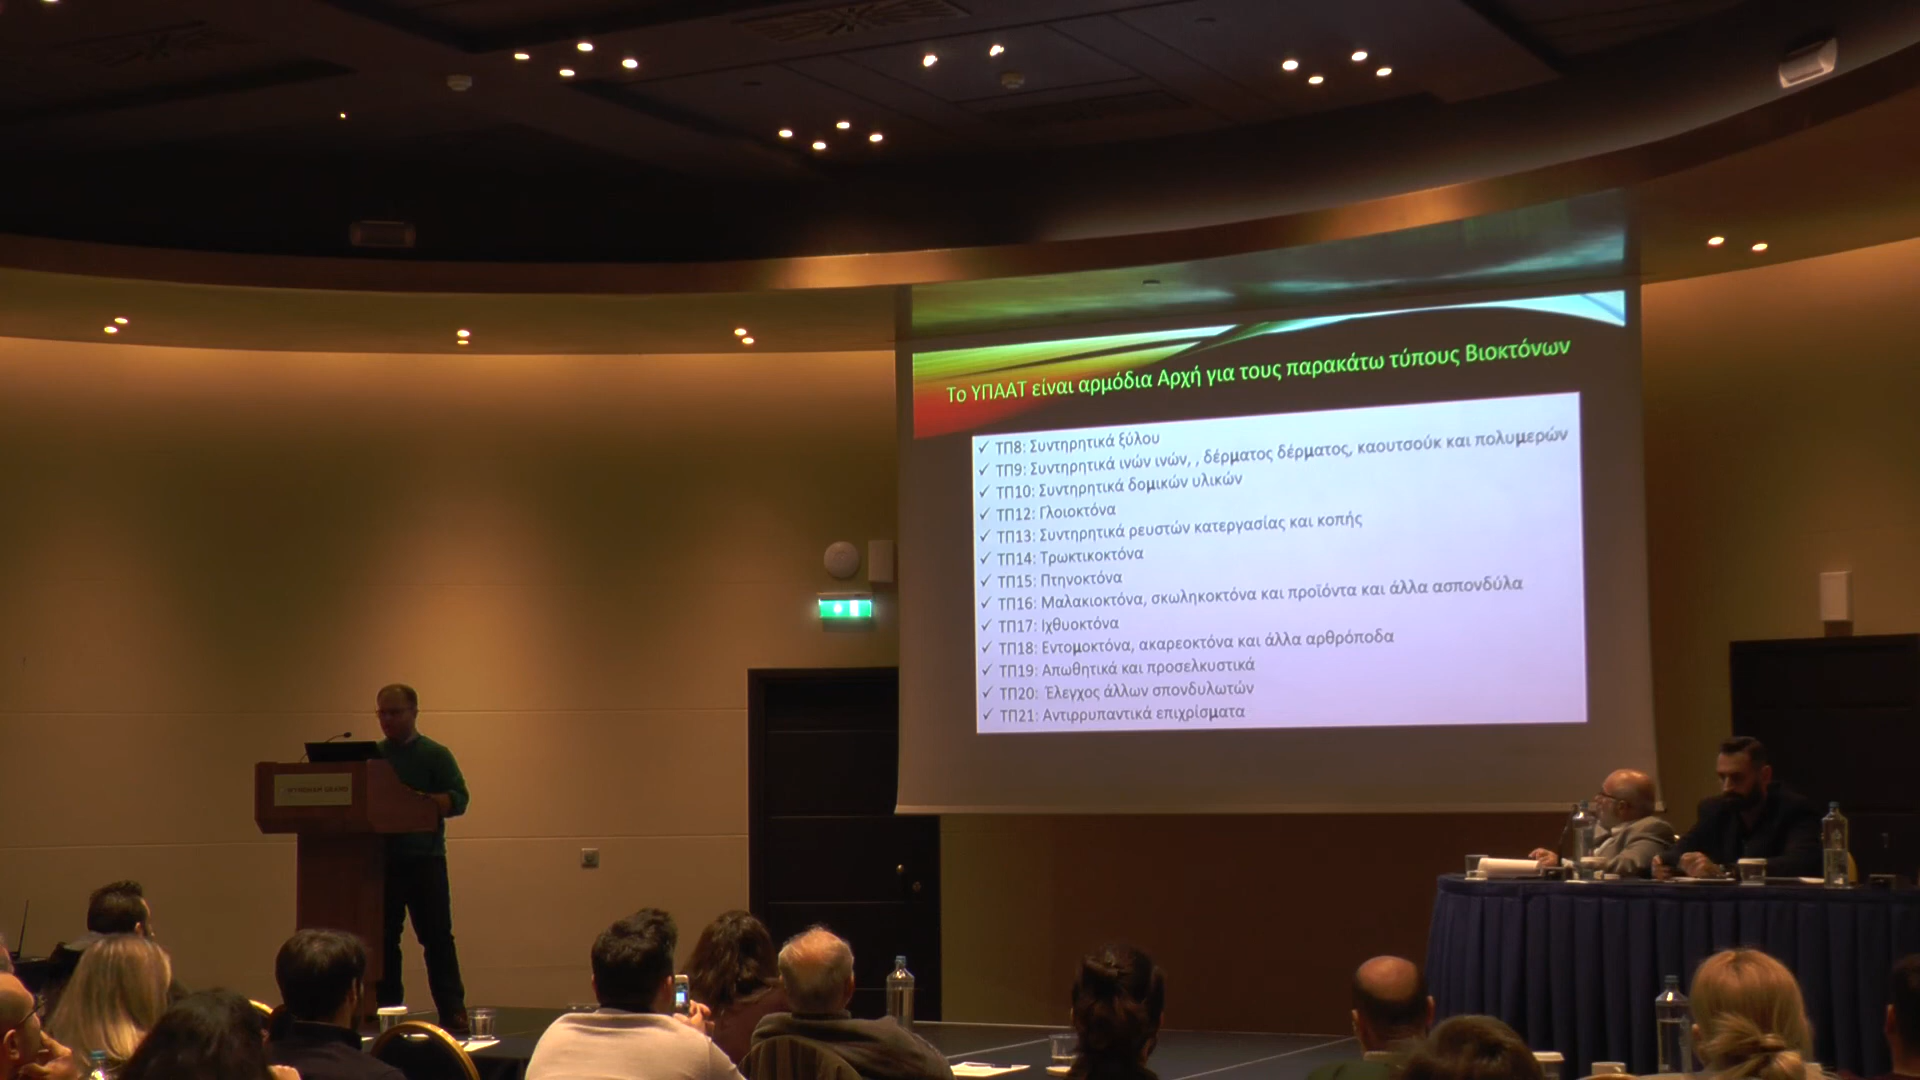 Το ΥΠΑΑΤ είναι αρμόδια Αρχή για τους παρακάτω τύπους Βιοκτόνων
✓ ΤΠ8: Συντηρητικά ξύλου
✓ ΤΠ9: Συντηρητικά ινών ινών, , δέρματος δέρματος, καουτσούκ και πολυμερών
✓ ΤΠ10: Συντηρητικά δομικών υλικών
✓ ΤΠ12: Γλοιοκτόνα
✓ ΤΠ13: Συντηρητικά ρευστών κατεργασίας και κοπής
✓ ΤΠ14: Τρωκτικοκτόνα
✓ ΤΠ15: Πτηνοκτόνα
✓ ΤΠ16: Μαλακιοκτόνα, σκωληκοκτόνα και προϊόντα και άλλα ασπονδύλα
✓ ΤΠ17: Ιχθυοκτόνα
✓ ΤΠ18: Εντομοκτόνα, ακαρεοκτόνα και άλλα αρθρόποδα
✓ ΤΠ19: Απωθητικά και προσελκυστικά
✓ ΤΠ20: Έλεγχος άλλων σπονδυλωτών
✓ ΤΠ21: Αντιρρυπαντικά επιχρίσματα